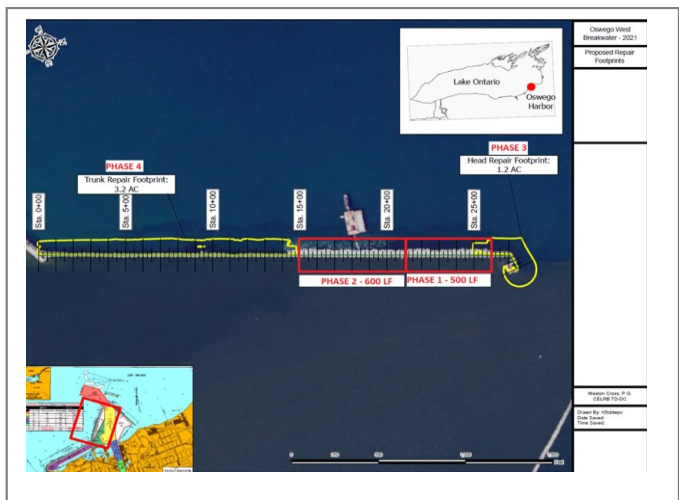 Oswego West
Breakwater - 2021
Proposed Repair
Footprints
Lake Ontario
Oswego
Harbor
PHASE 3
Head Repair Footprint:
1.2 AC
PHASE 4
Trunk Repair Footprint:
3.2 AC
Sta. 0+00
Sta. 5+00
Sta. 10+00
Sta. 15+00
Sta. 20+00
Sta. 25+00
PHASE 2 - 600 LF
PHASE 1 - 500 LF
Weston Cross, P.G.
CELRB TD-DC
Date Saved:
Time Saved:
0
Feet